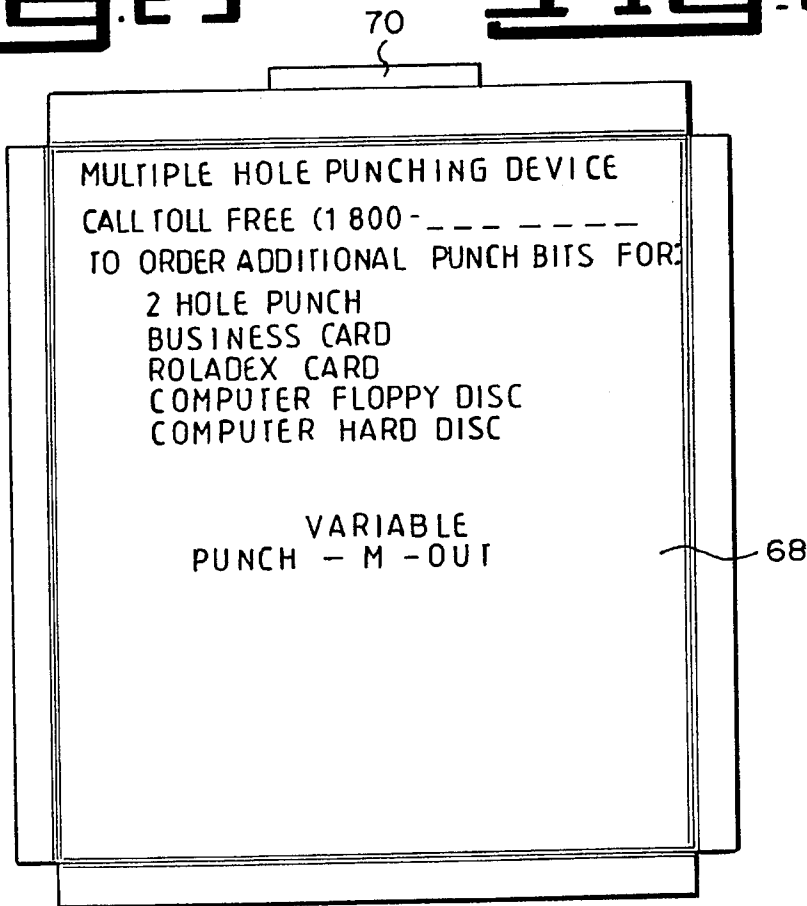 70
MULTIPLE HOLE PUNCHING DEVICE
CALL TOLL FREE (1 800-___ ____
TO ORDER ADDITIONAL PUNCH BITS FOR:
2 HOLE PUNCH
BUSINESS CARD
ROLADEX CARD
COMPUTER FLOPPY DISC
COMPUTER HARD DISC
VARIABLE
PUNCH - M -OUT
68